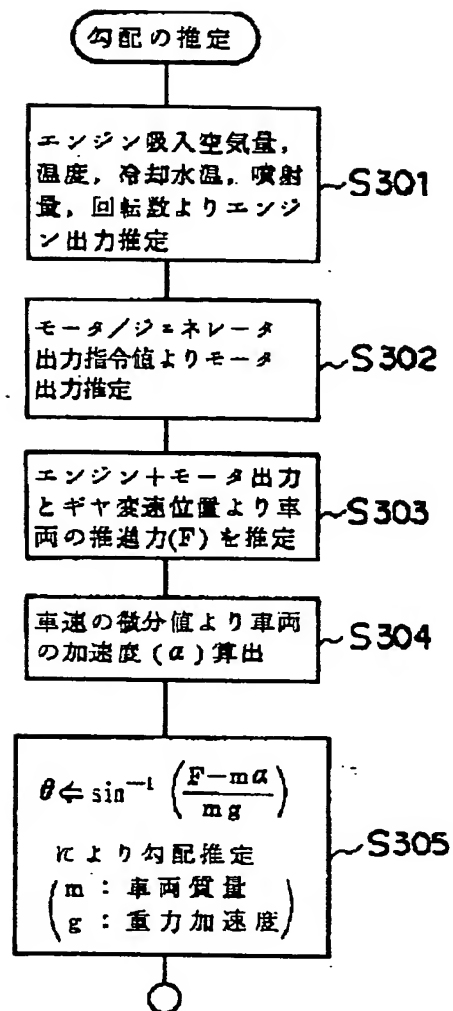 勾配の推定
エンジン吸入空気量,
温度, 冷却水温, 噴射
量, 回転数よりエンジ
ン出力推定
S301
モータ/ジェネレータ
出力指令値よりモータ
出力推定
S302
エンジン+モータ出力
とギヤ変速位置より車
両の推進力(F) を推定
S303
車速の微分値より車両
の加速度 (α) 算出
S304
θ⇐ sin⁻¹ (F−mα / mg)
により勾配推定
(m : 車両質量
g : 重力加速度)
S305